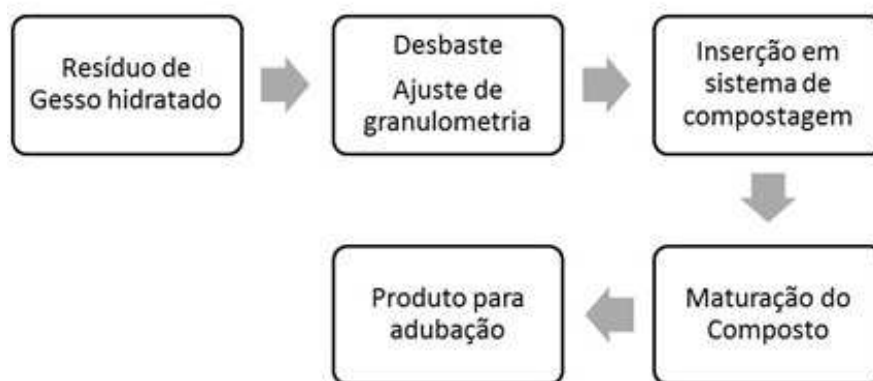 Resíduo de
Gesso hidratado
Desbaste
Ajuste de
granulometria
Inserção em
sistema de
compostagem
Maturação do
Composto
Produto para
adubação